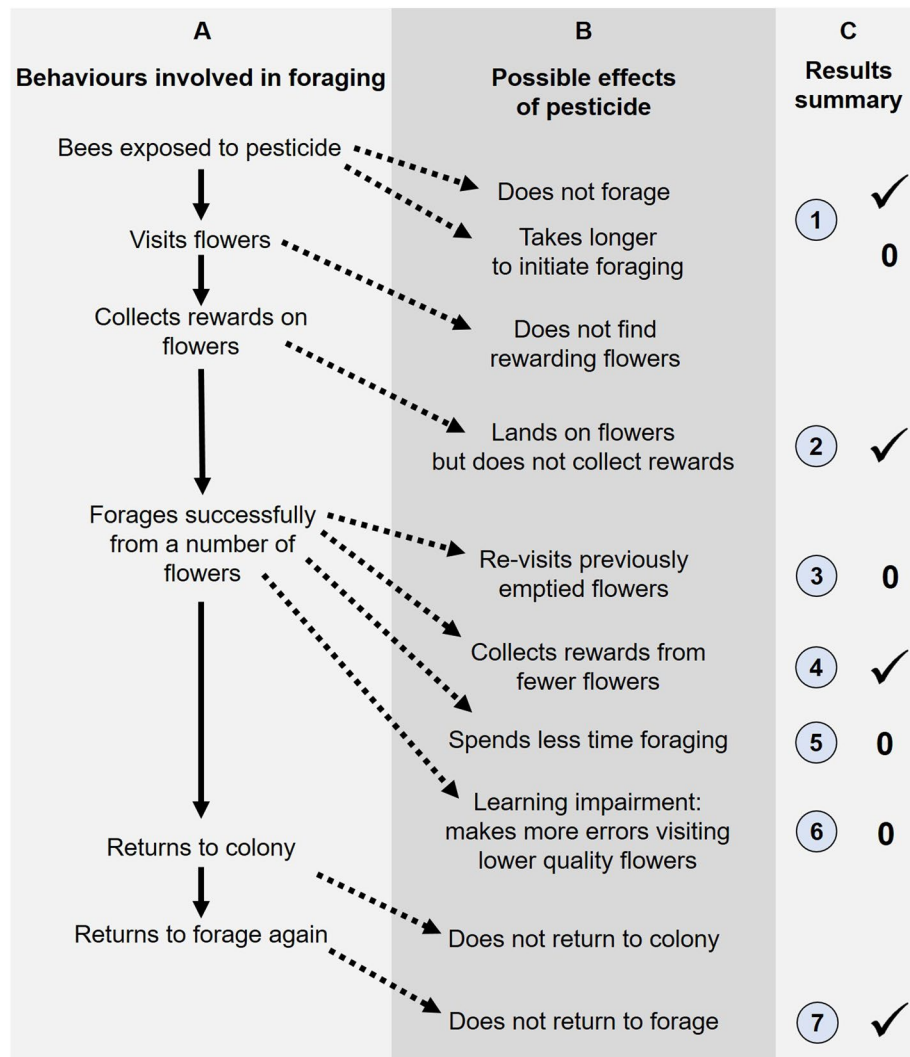 A
Behaviours involved in foraging
Bees exposed to pesticide
Visits flowers
Collects rewards on
flowers
Forages successfully
from a number of
flowers
Returns to colony
Returns to forage again
B
Possible effects
of pesticide
Does not forage
Takes longer
to initiate foraging
Does not find
rewarding flowers
Lands on flowers
but does not collect rewards
Re-visits previously
emptied flowers
Collects rewards from
fewer flowers
Spends less time foraging
Learning impairment:
makes more errors visiting
lower quality flowers
Does not return to colony
Does not return to forage
C
Results
summary
1 ✓
0
2 ✓
3 0
4 ✓
5 0
6 0
7 ✓